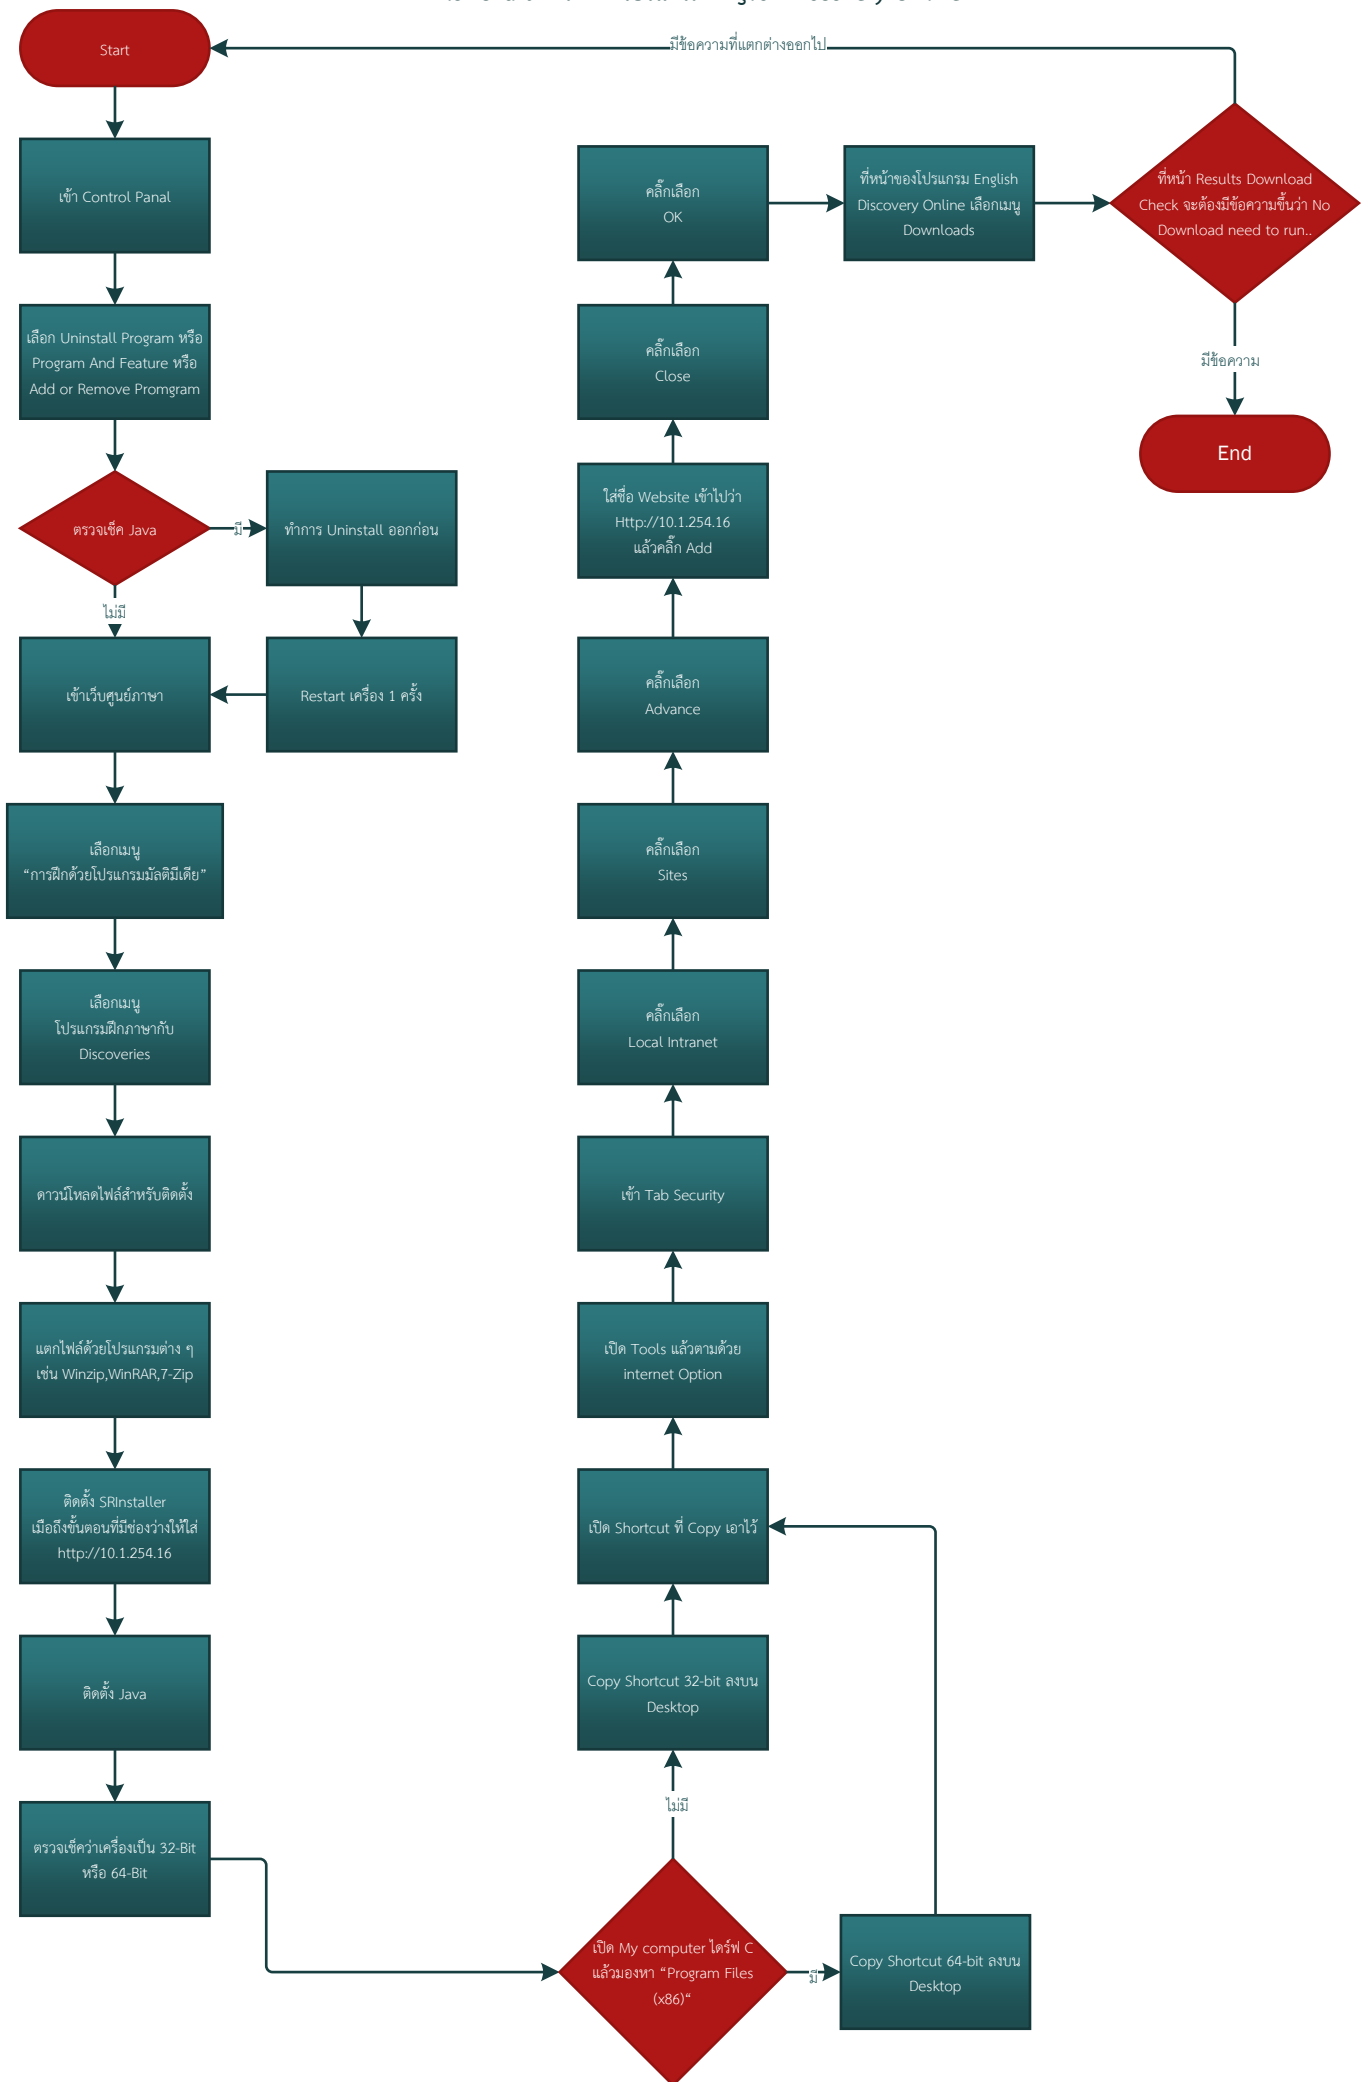 Start
เข้า Control Panal
เลือก Uninstall Program หรือ
Program And Feature หรือ
Add or Remove Promgram
ตรวจเช็ค Java
มี
ทำการ Uninstall ออกก่อน
Restart เครื่อง 1 ครั้ง
ไม่มี
เข้าเว็บศูนย์ภาษา
เลือกเมนู
“การฝึกด้วยโปรแกรมมัลติมีเดีย”
เลือกเมนู
โปรแกรมฝึกภาษากับ
Discoveries
ดาวน์โหลดไฟล์สำหรับติดตั้ง
แตกไฟล์ด้วยโปรแกรมต่าง ๆ
เช่น Winzip,WinRAR,7-Zip
ติดตั้ง SRInstaller
เมือถึงขั้นตอนที่มีช่องว่างให้ใส่
http://10.1.254.16
ติดตั้ง Java
ตรวจเช็คว่าเครื่องเป็น 32-Bit
หรือ 64-Bit
เปิด My computer ไดร์ฟ C
แล้วมองหา “Program Files
(x86)“
มี
Copy Shortcut 64-bit ลงบน
Desktop
ไม่มี
Copy Shortcut 32-bit ลงบน
Desktop
เปิด Shortcut ที่ Copy เอาไว้
เปิด Tools แล้วตามด้วย
internet Option
เข้า Tab Security
คลิ๊กเลือก
Local Intranet
คลิ๊กเลือก
Sites
คลิ๊กเลือก
Advance
ใส่ชื่อ Website เข้าไปว่า
Http://10.1.254.16
แล้วคลิ๊ก Add
คลิ๊กเลือก
Close
คลิ๊กเลือก
OK
ที่หน้าของโปรแกรม English
Discovery Online เลือกเมนู
Downloads
ที่หน้า Results Download
Check จะต้องมีข้อความขึ้นว่า No
Download need to run..
มีข้อความที่แตกต่างออกไป
มีข้อความ
End